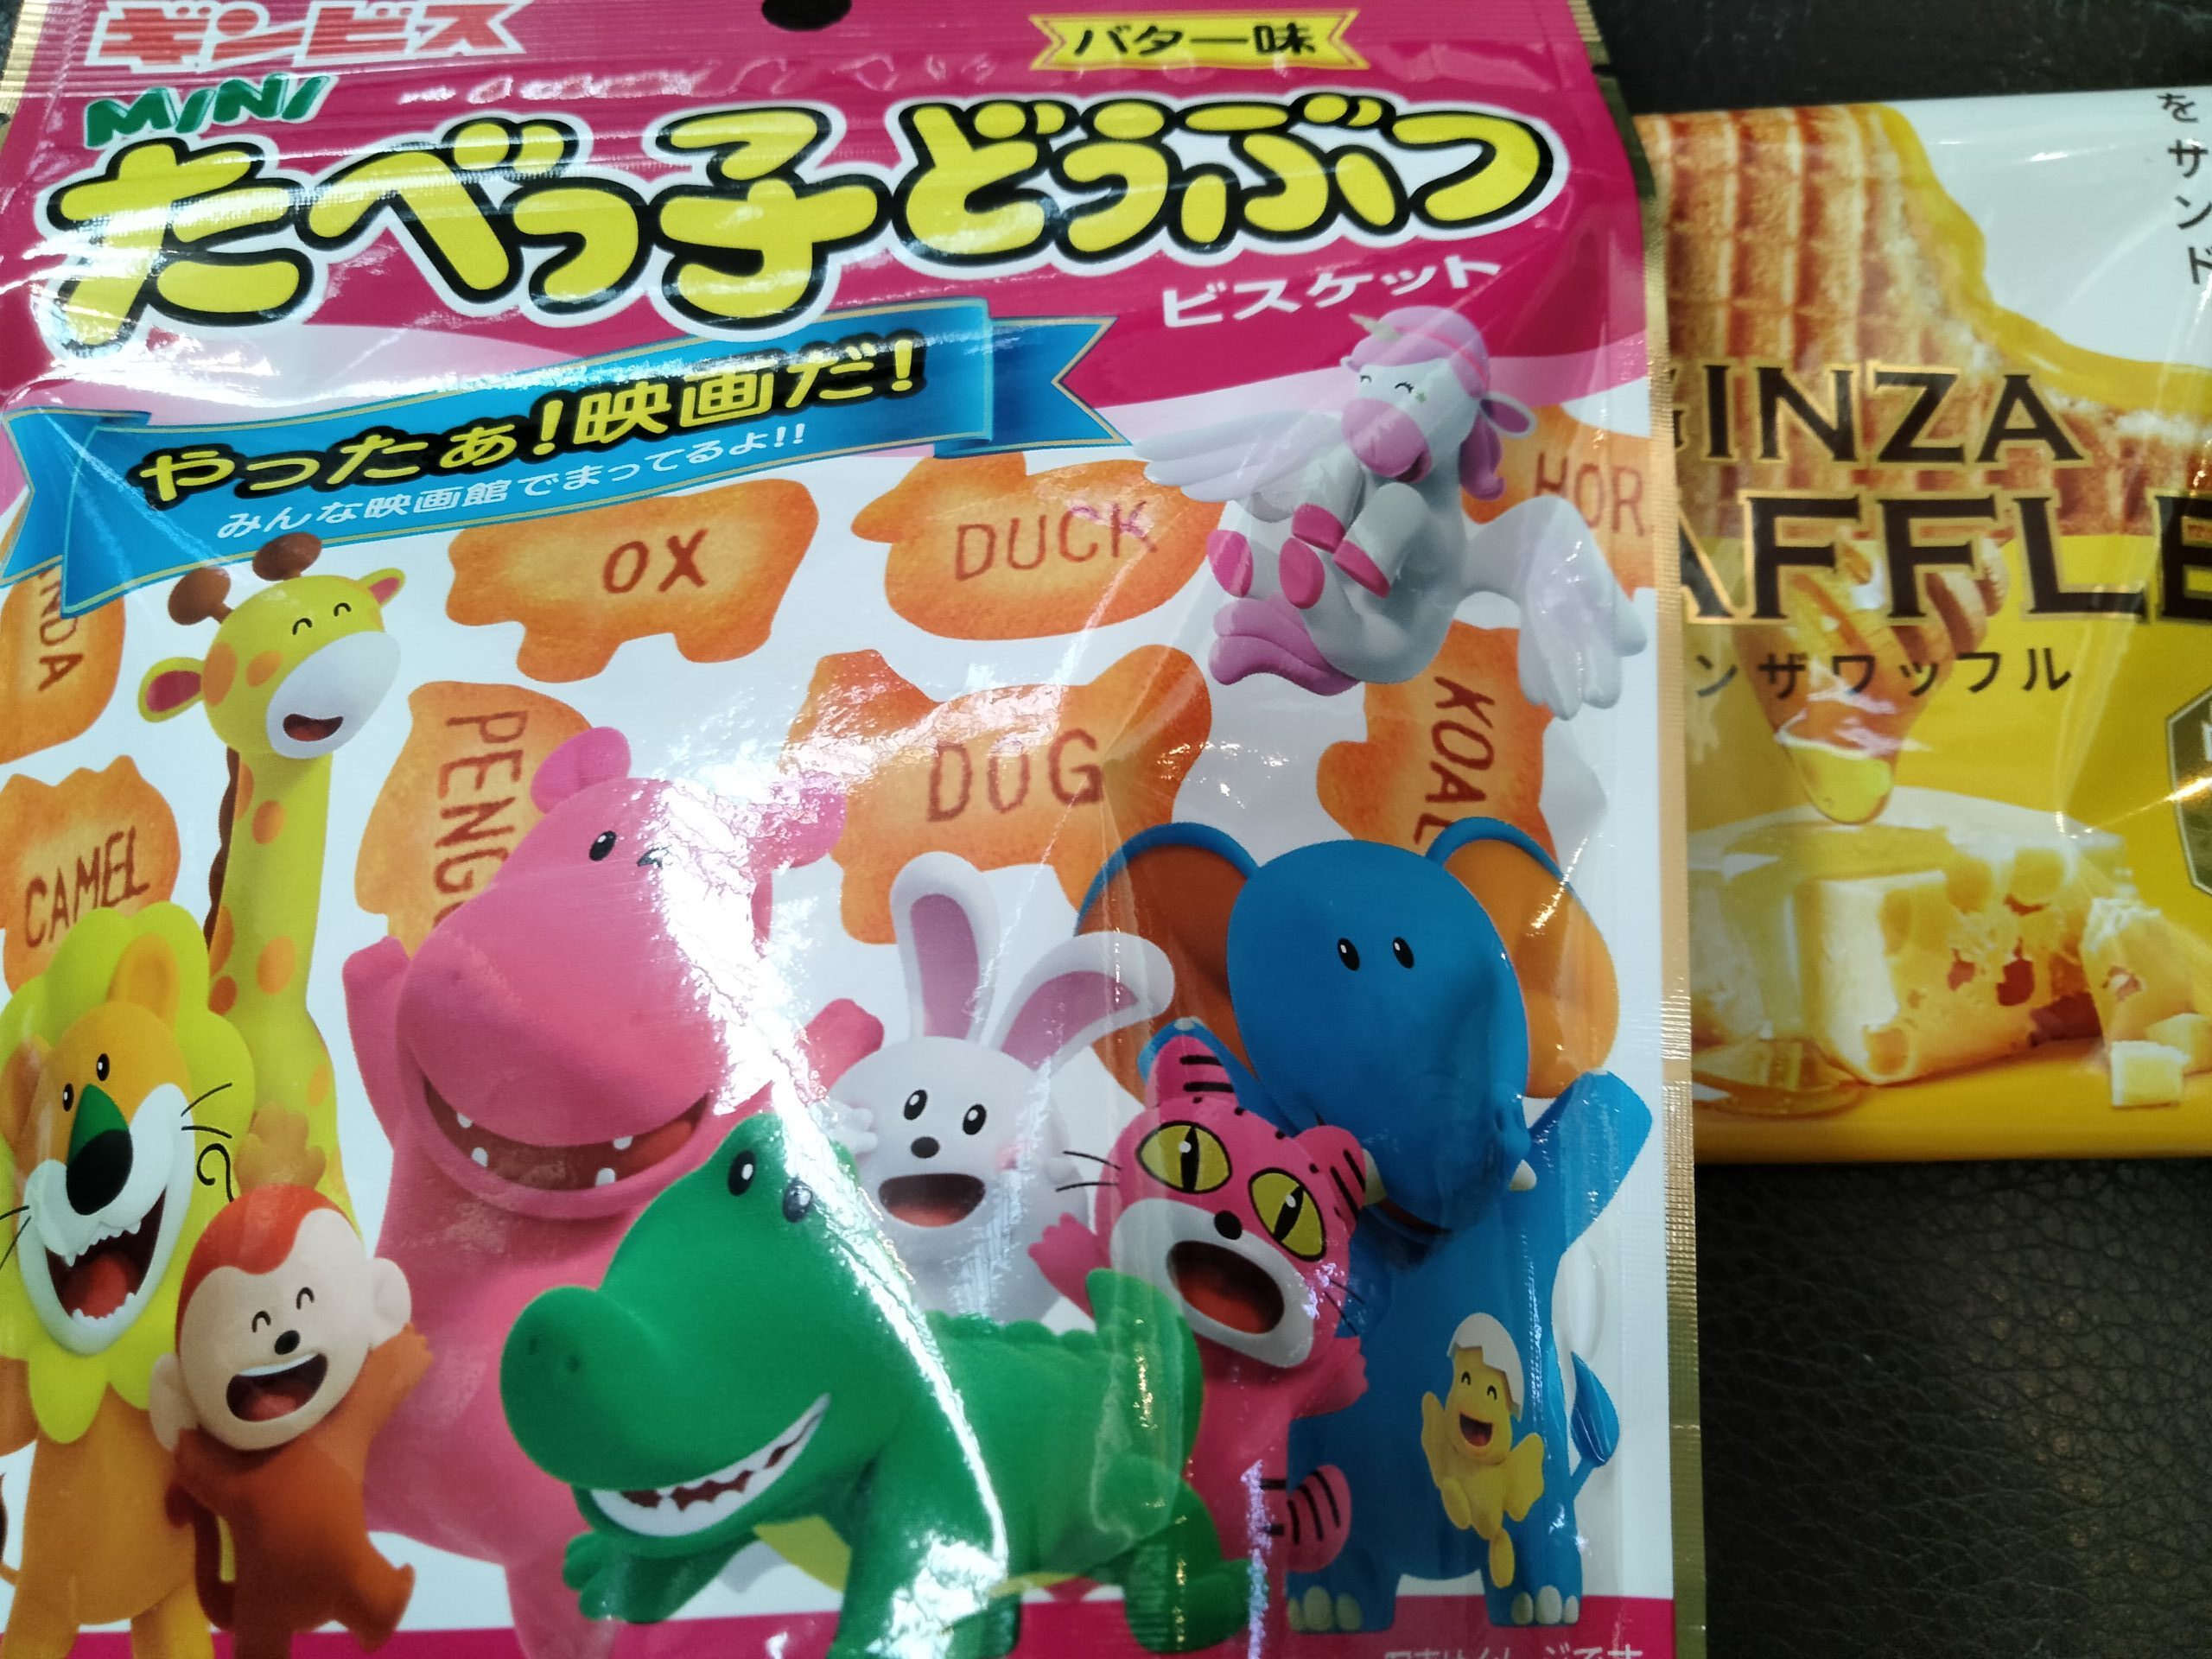 ギンビス
バター味
MINI
たべっ子どうぶつ
ビスケット
やったぁ!映画だ!
みんな映画館でまってるよ!!
OX
DUCK
HOR
NDA
PENG
DOG
KOAL
CAMEL
をサンド
GINZA
AFFLE
ンザワッフル